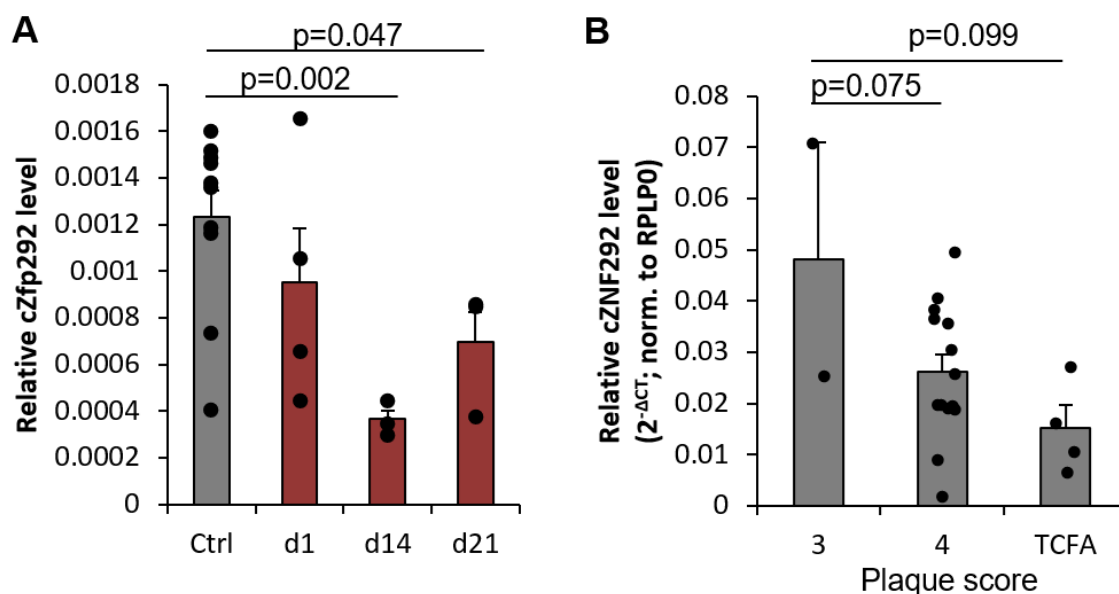 A
p=0.047
p=0.002
Relative cZfp292 level
0.0018
0.0016
0.0014
0.0012
0.001
0.0008
0.0006
0.0004
0.0002
0
Ctrl d1 d14 d21
B
p=0.099
p=0.075
Relative cZNF292 level
(2^-ΔCT; norm. to RPLP0)
0.08
0.07
0.06
0.05
0.04
0.03
0.02
0.01
0
3 4 TCFA
Plaque score